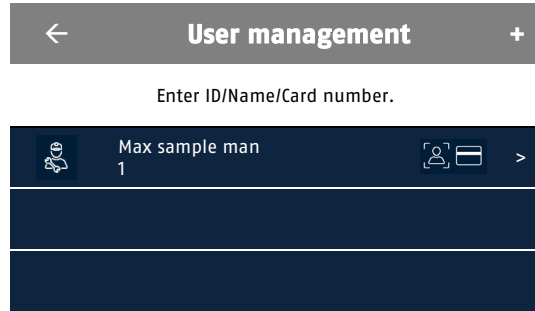 User management +
Enter ID/Name/Card number.
Max sample man
1
>